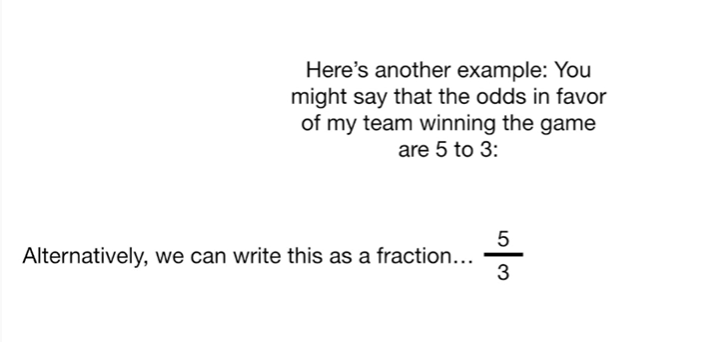 Here’s another example: You
might say that the odds in favor
of my team winning the game
are 5 to 3:
Alternatively, we can write this as a fraction...
5
3